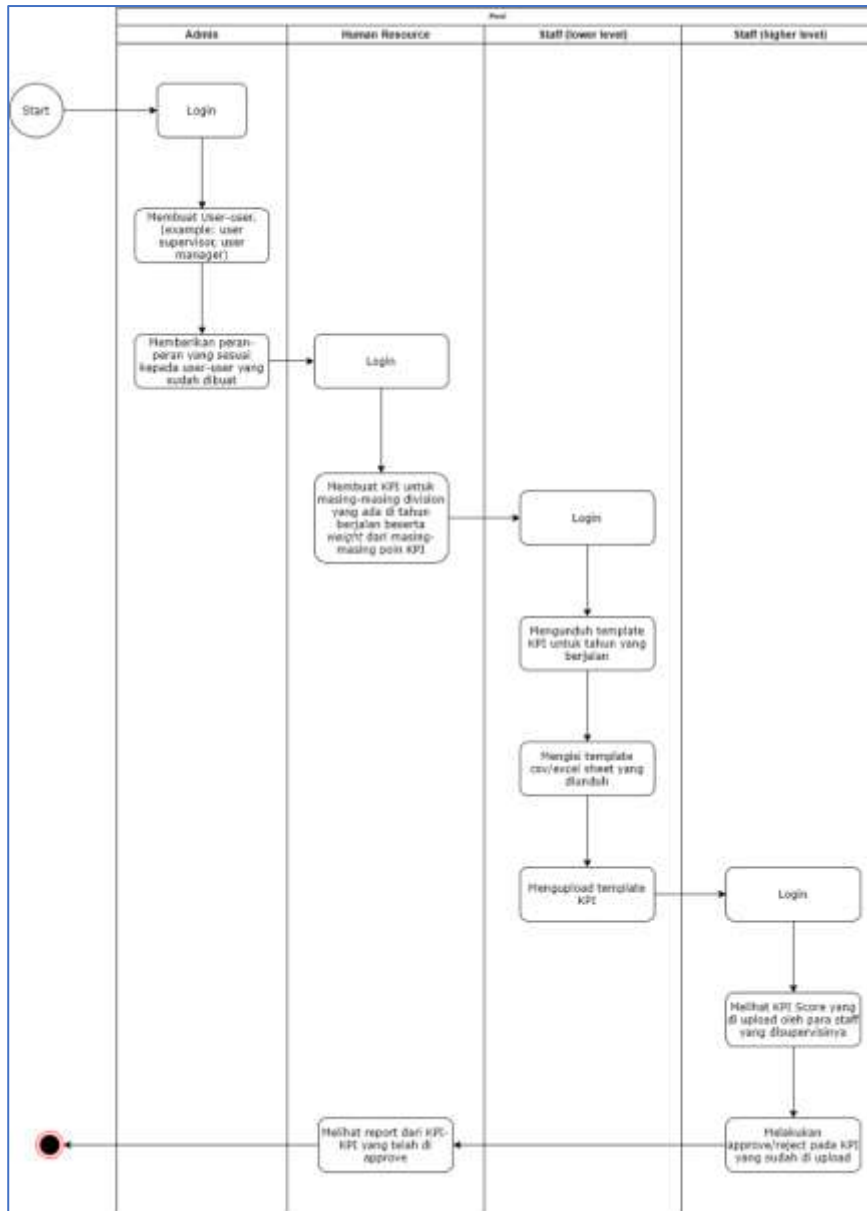 Pool
Admin
Human Resource
Staff (lower level)
Staff (higher level)
Start
Login
Membuat User-user.
(example: user
supervisor, user
manager)
Memberikan peran-
peran yang sesuai
kepada user-user yang
sudah dibuat
Login
Membuat KPI untuk
masing-masing division
yang ada di tahun
berjalan beserta
weight dari masing-
masing poin KPI
Login
Mengunduh template
KPI untuk tahun yang
berjalan
Mengisi template
csv/excel sheet yang
diunduh
Mengupload template
KPI
Login
Melihat KPI Score yang
di upload oleh para staff
yang disupervisinya
Melakukan
approve/reject pada KPI
yang sudah di upload
Melihat report dari KPI-
KPI yang telah di
approve